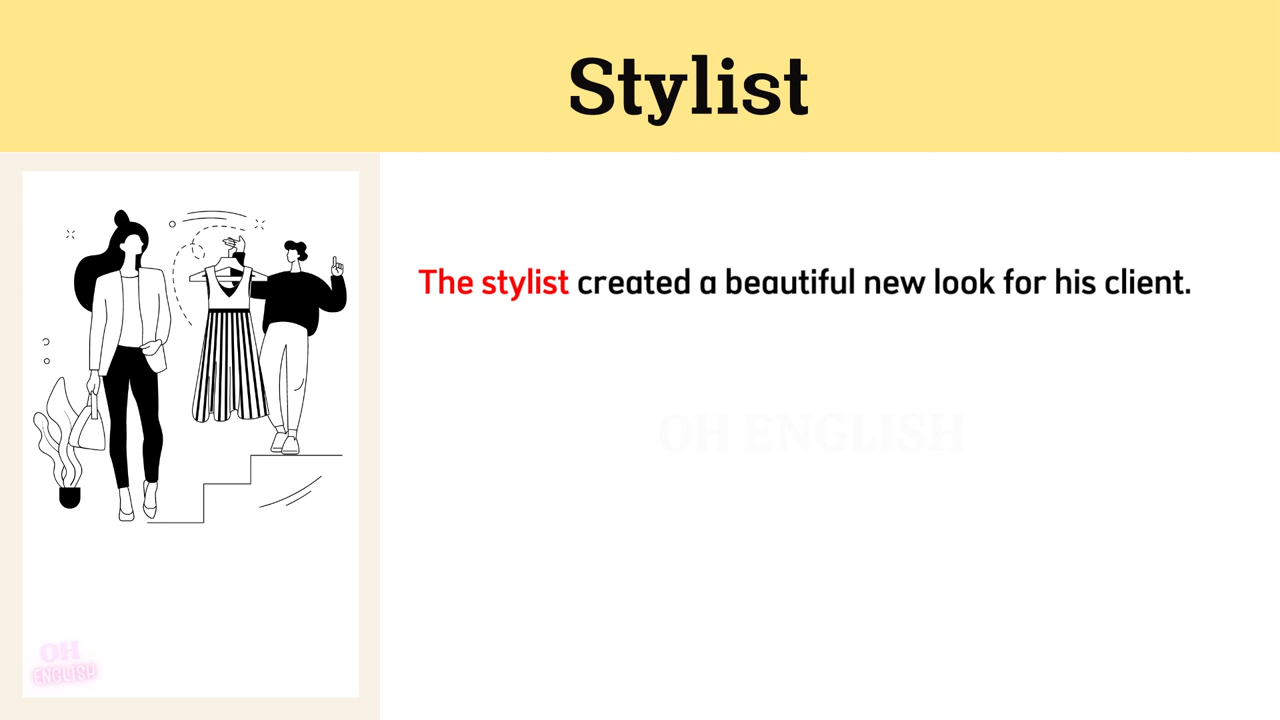 Stylist
The stylist created a beautiful new look for his client.
OH ENGLISH
OH
ENGLISH